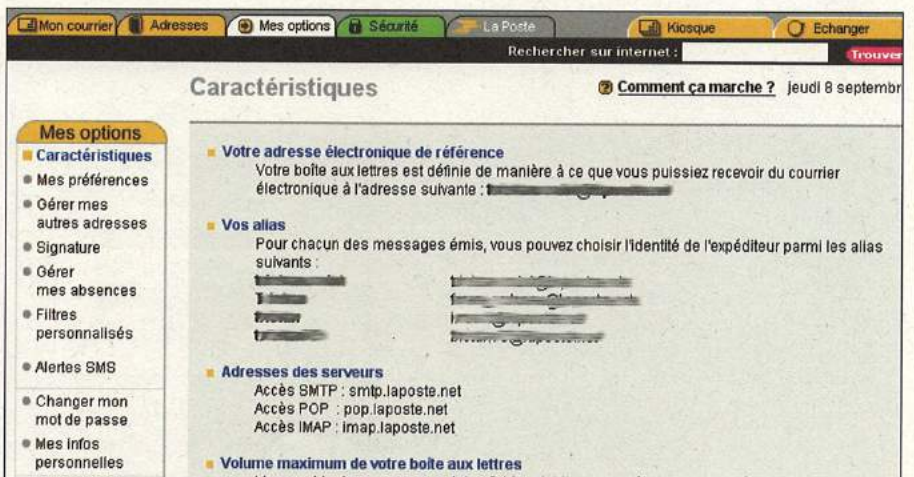 Mon courrier Adresses Mes options Sécurité La Poste Kiosque Echanger
Rechercher sur internet : Trouver
Caractéristiques
Comment ça marche ? jeudi 8 septembr
Mes options
Caractéristiques
Mes préférences
Gérer mes
autres adresses
Signature
Gérer
mes absences
Filtres
personnalisés
Alertes SMS
Changer mon
mot de passe
Mes infos
personnelles
Votre adresse électronique de référence
Votre boîte aux lettres est définie de manière à ce que vous puissiez recevoir du courrier
électronique à l'adresse suivante :
Vos alias
Pour chacun des messages émis, vous pouvez choisir l'identité de l'expéditeur parmi les alias
suivants :
Adresses des serveurs
Accès SMTP : smtp.laposte.net
Accès POP : pop.laposte.net
Accès IMAP : imap.laposte.net
Volume maximum de votre boîte aux lettres